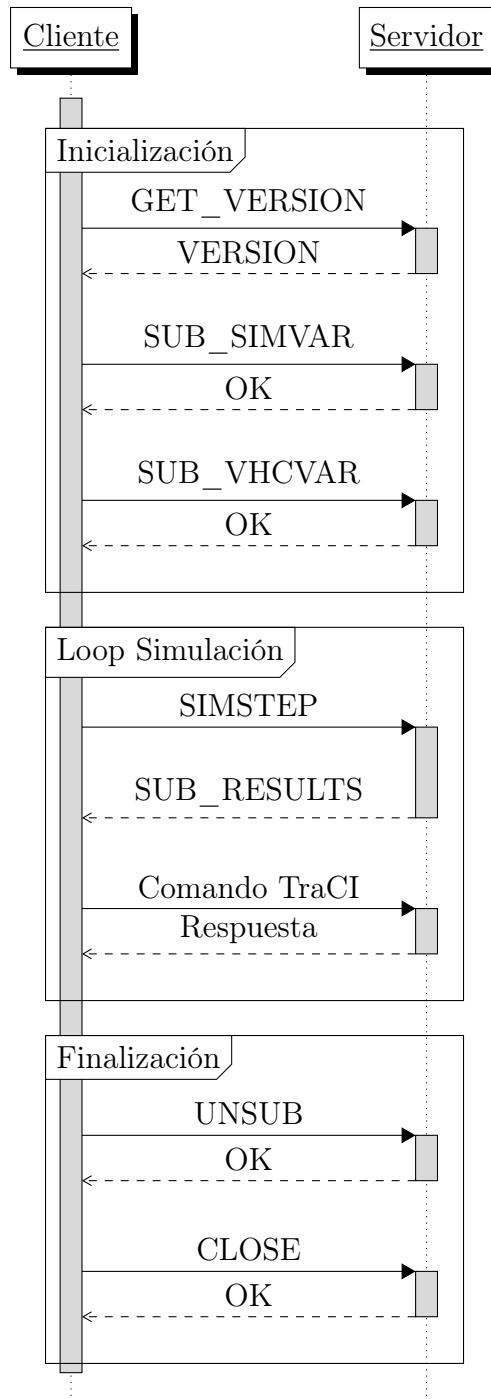 Cliente
Servidor
Inicialización
GET_VERSION
VERSION
SUB_SIMVAR
OK
SUB_VHCVAR
OK
Loop Simulación
SIMSTEP
SUB_RESULTS
Comando TraCI
Respuesta
Finalización
UNSUB
OK
CLOSE
OK